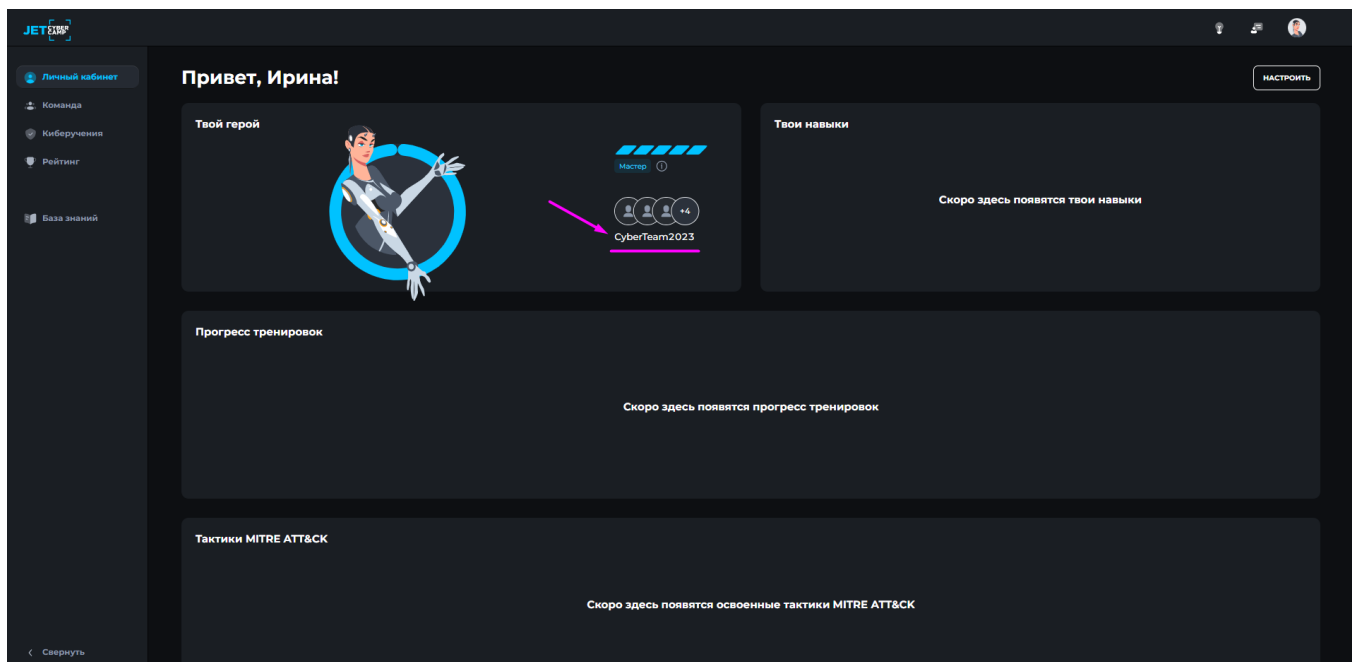 JET CYBER CAMP
Личный кабинет
Команда
Киберучения
Рейтинг
База знаний
Свернуть
Привет, Ирина!
НАСТРОИТЬ
Твой герой
Мастер
+4
CyberTeam2023
Твои навыки
Скоро здесь появятся твои навыки
Прогресс тренировок
Скоро здесь появятся прогресс тренировок
Тактики MITRE ATT&CK
Скоро здесь появятся освоенные тактики MITRE ATT&CK